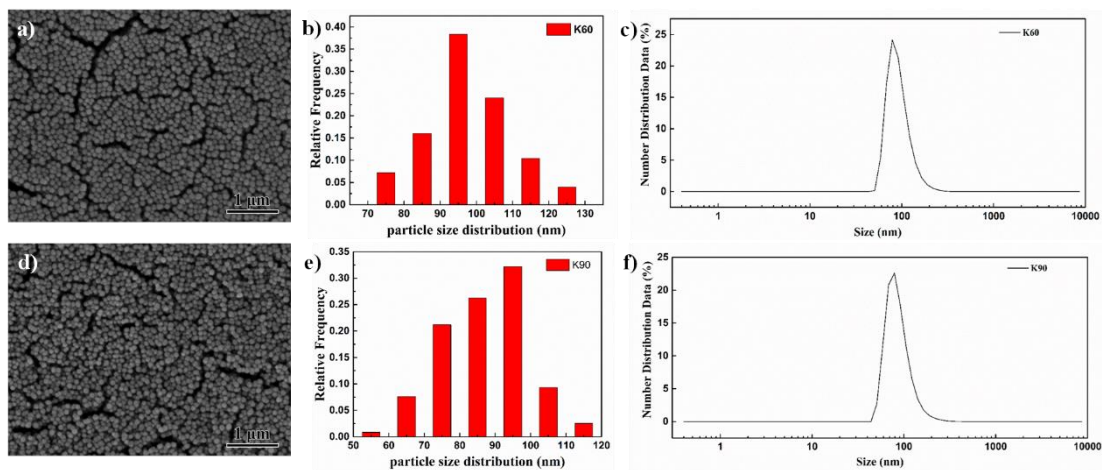 a)
1 μm
b)
K60
Relative Frequency
0.40
0.35
0.30
0.25
0.20
0.15
0.10
0.05
0.00
70 80 90 100 110 120 130
particle size distribution (nm)
c)
K60
Number Distribution Data (%)
25
20
15
10
5
0
1 10 100 1000 10000
Size (nm)
d)
1 μm
e)
K90
Relative Frequency
0.35
0.30
0.25
0.20
0.15
0.10
0.05
0.00
50 60 70 80 90 100 110 120
particle size distribution (nm)
f)
K90
Number Distribution Data (%)
25
20
15
10
5
0
1 10 100 1000 10000
Size (nm)